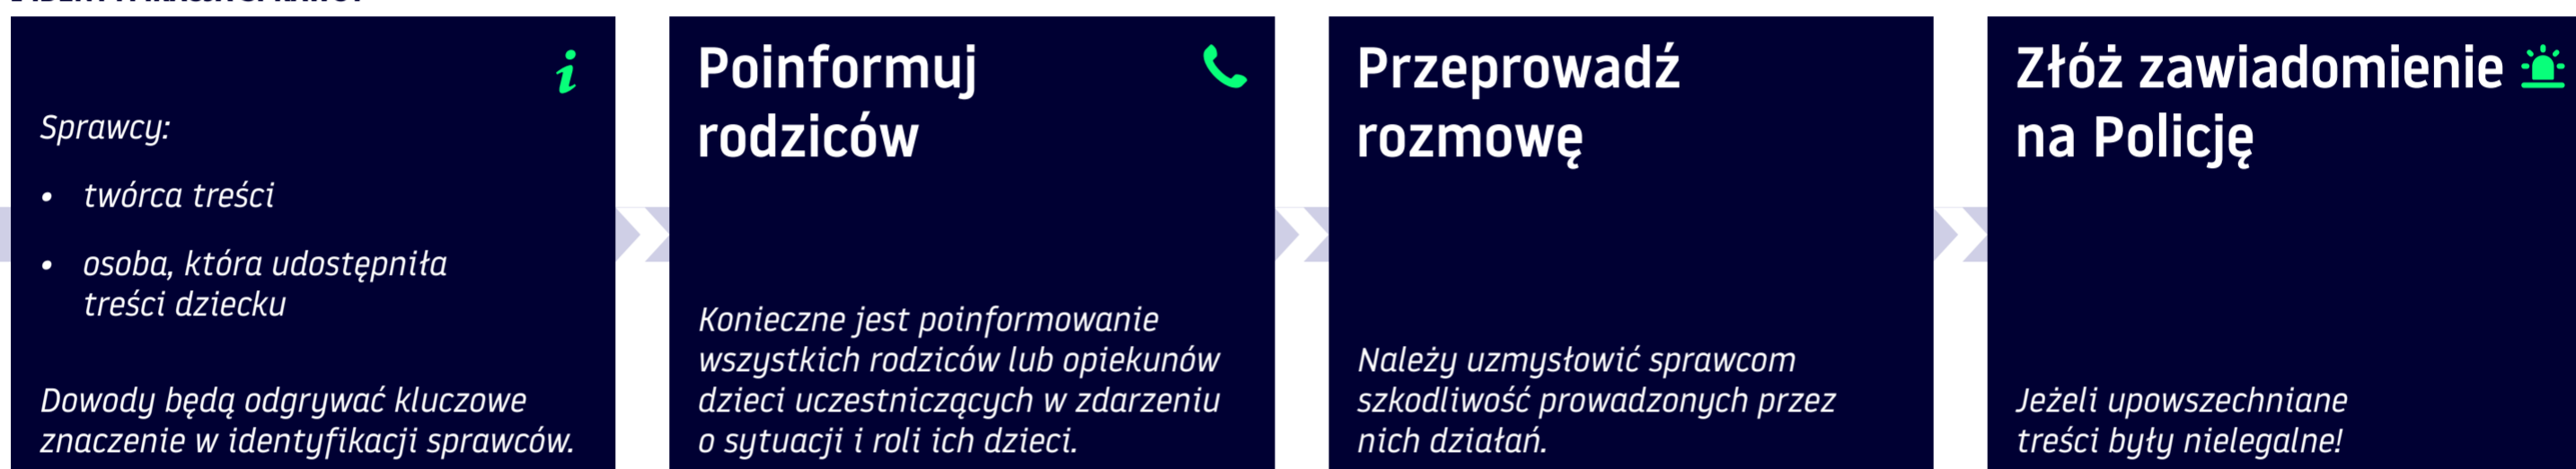 Sprawcy:
• twórca treści
• osoba, która udostępniła
treści dziecku
Dowody będą odgrywać kluczowe
znaczenie w identyfikacji sprawców.
Poinformuj
rodziców
Konieczne jest poinformowanie
wszystkich rodziców lub opiekunów
dzieci uczestniczących w zdarzeniu
o sytuacji i roli ich dzieci.
Przeprowadź
rozmowę
Należy uzmysłowić sprawcom
szkodliwość prowadzonych przez
nich działań.
Złóż zawiadomienie
na Policję
Jeżeli upowszechniane
treści były nielegalne!